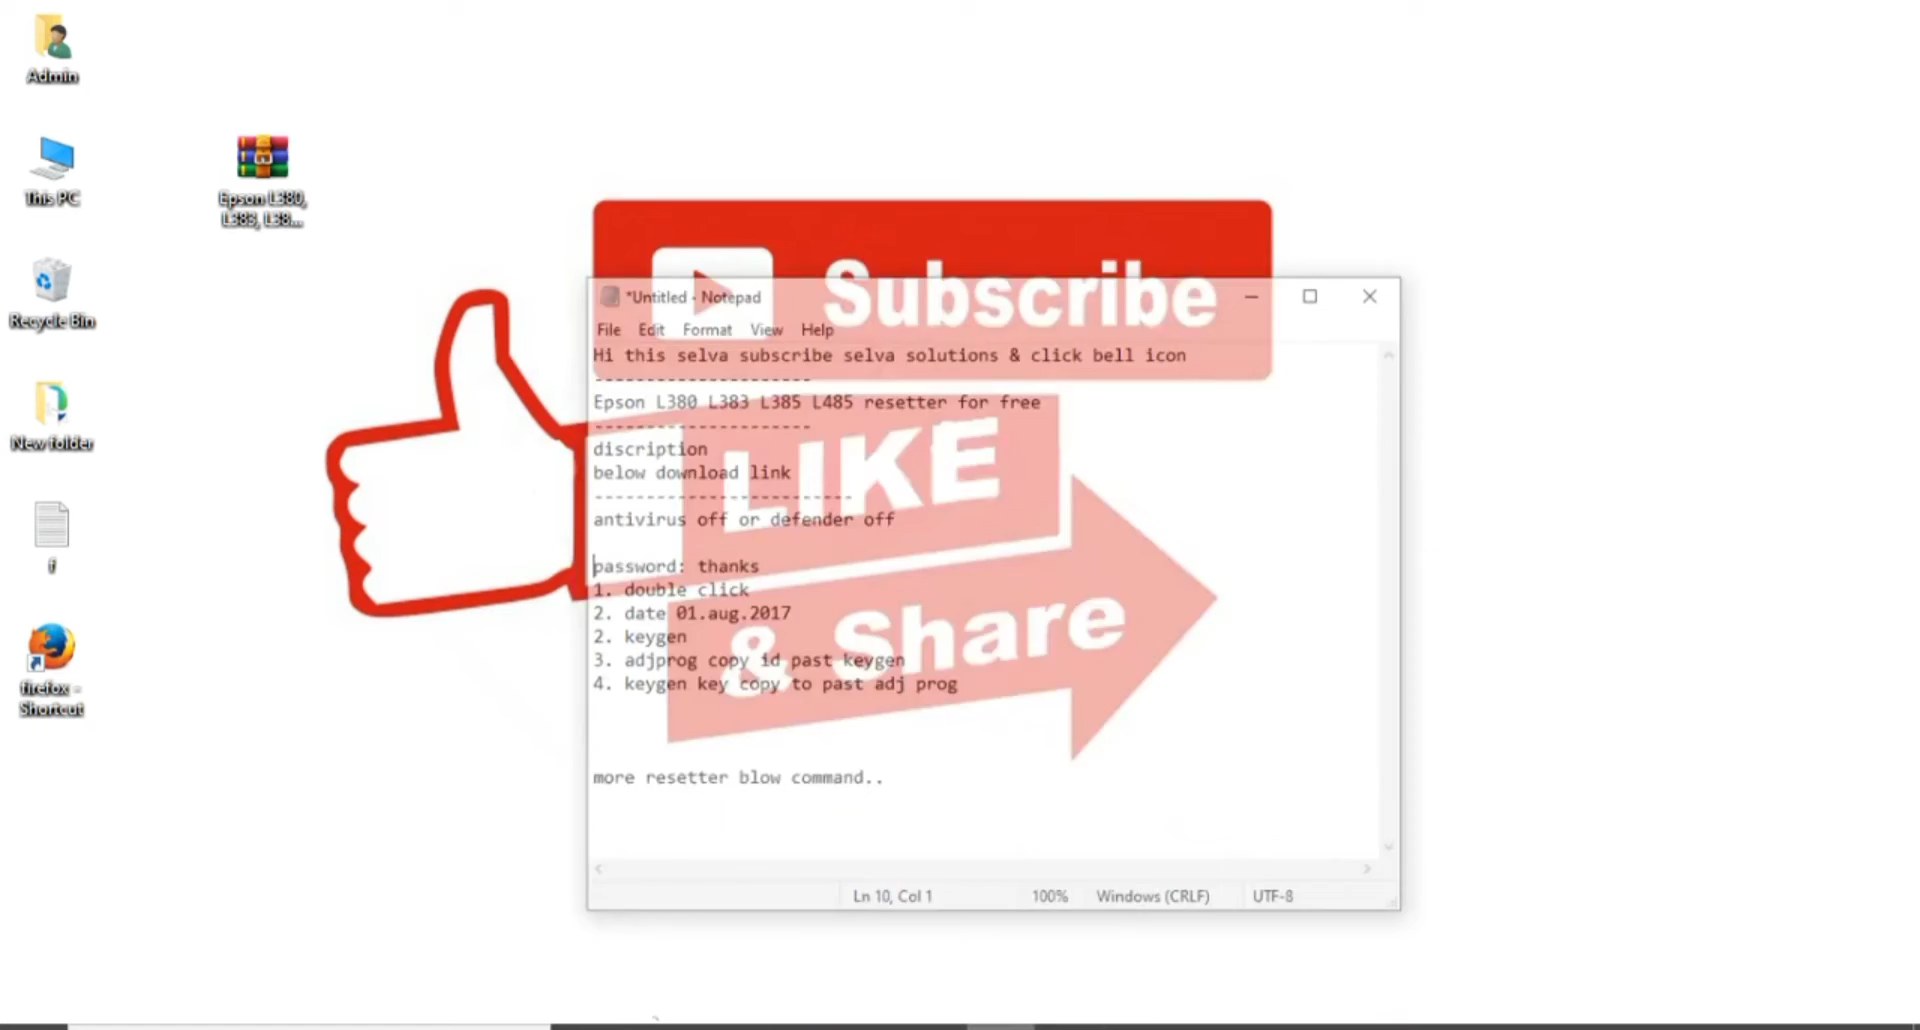 Admin
This PC
Recycle Bin
New folder
f
firefox -
Shortcut
Epson L380,
L383, L38...
Subscribe
LIKE
& Share
*Untitled - Notepad
File Edit Format View Help
Hi this selva subscribe selva solutions & click bell icon
---------------------
Epson L380 L383 L385 L485 resetter for free
---------------------
discription
below download link
-------------------------
antivirus off or defender off
password: thanks
1. double click
2. date 01.aug.2017
2. keygen
3. adjprog copy id past keygen
4. keygen key copy to past adj prog
more resetter blow command..
Ln 10, Col 1 100% Windows (CRLF) UTF-8